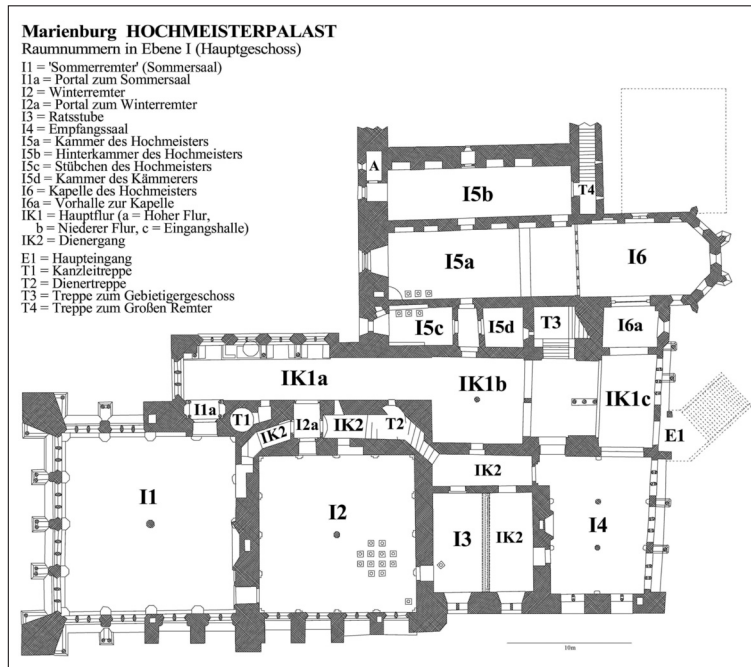 Marienburg HOCHMEISTERPALAST
Raumnummern in Ebene I (Hauptgeschoss)
I1 = 'Sommerremter' (Sommersaal)
I1a = Portal zum Sommersaal
I2 = Winterremter
I2a = Portal zum Winterremter
I3 = Ratsstube
I4 = Empfangssaal
I5a = Kammer des Hochmeisters
I5b = Hinterkammer des Hochmeisters
I5c = Stübchen des Hochmeisters
I5d = Kammer des Kämmerers
I6 = Kapelle des Hochmeisters
I6a = Vorhalle zur Kapelle
IK1 = Hauptflur (a = Hoher Flur,
b = Niederer Flur, c = Eingangshalle)
IK2 = Dienergang
E1 = Haupteingang
T1 = Kanzleitreppe
T2 = Dienertreppe
T3 = Treppe zum Gebietigergeschoss
T4 = Treppe zum Großen Remter
A
I5b
T4
I5a
I6
I5c
I5d
T3
I6a
IK1a
IK1b
IK1c
I1a
T1
IK2
I2a
IK2
T2
E1
IK2
I1
I2
I3
IK2
I4
10m